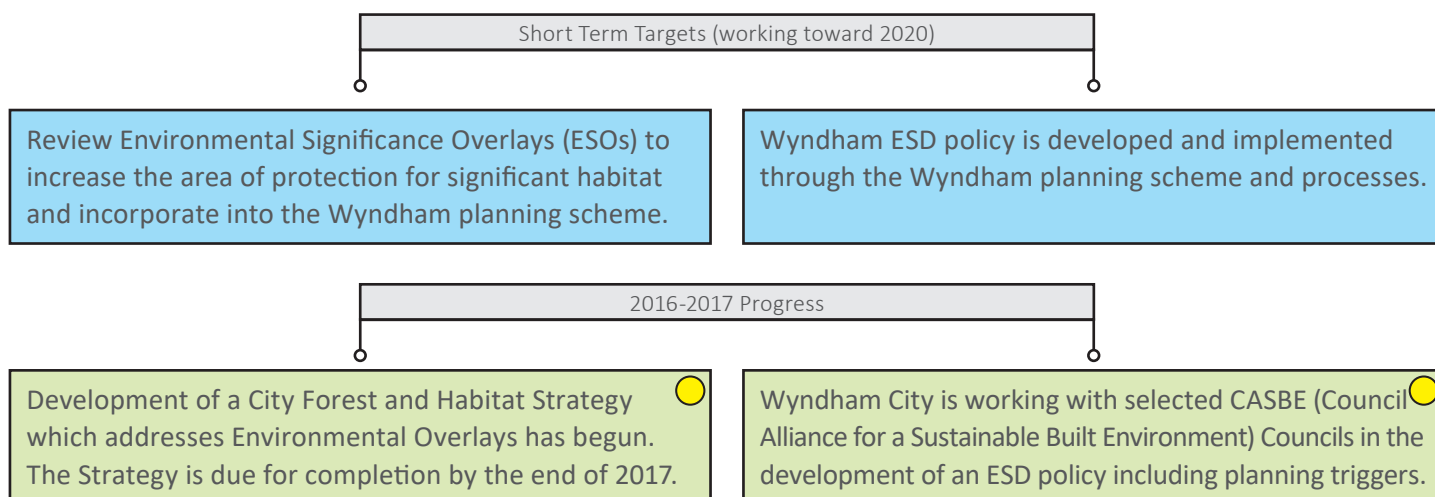 Short Term Targets (working toward 2020)
Review Environmental Significance Overlays (ESOs) to
increase the area of protection for significant habitat
and incorporate into the Wyndham planning scheme.
Wyndham ESD policy is developed and implemented
through the Wyndham planning scheme and processes.
2016-2017 Progress
Development of a City Forest and Habitat Strategy
which addresses Environmental Overlays has begun.
The Strategy is due for completion by the end of 2017.
Wyndham City is working with selected CASBE (Council
Alliance for a Sustainable Built Environment) Councils in the
development of an ESD policy including planning triggers.